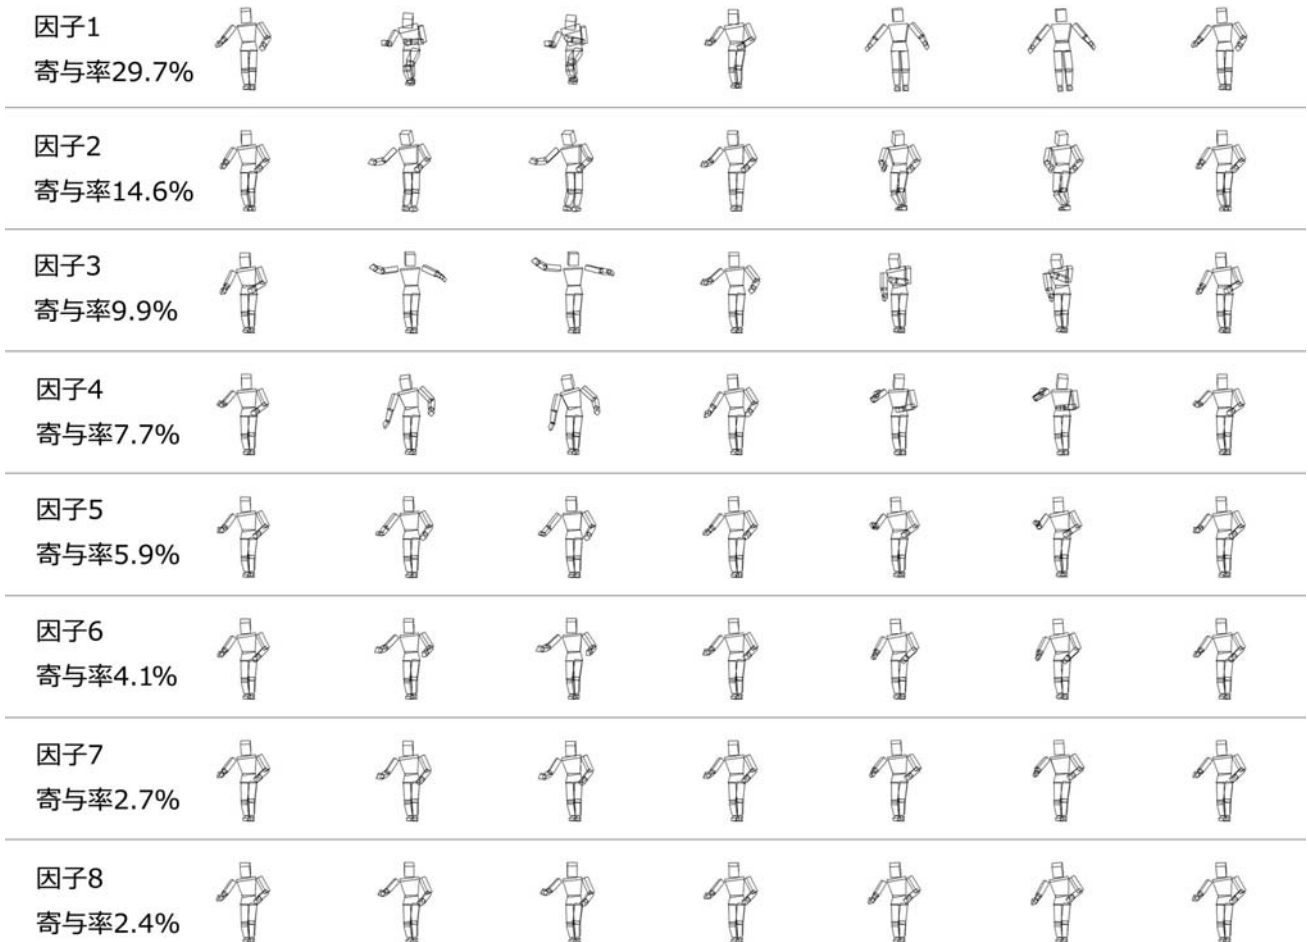 因子1
寄与率29.7%
因子2
寄与率14.6%
因子3
寄与率9.9%
因子4
寄与率7.7%
因子5
寄与率5.9%
因子6
寄与率4.1%
因子7
寄与率2.7%
因子8
寄与率2.4%